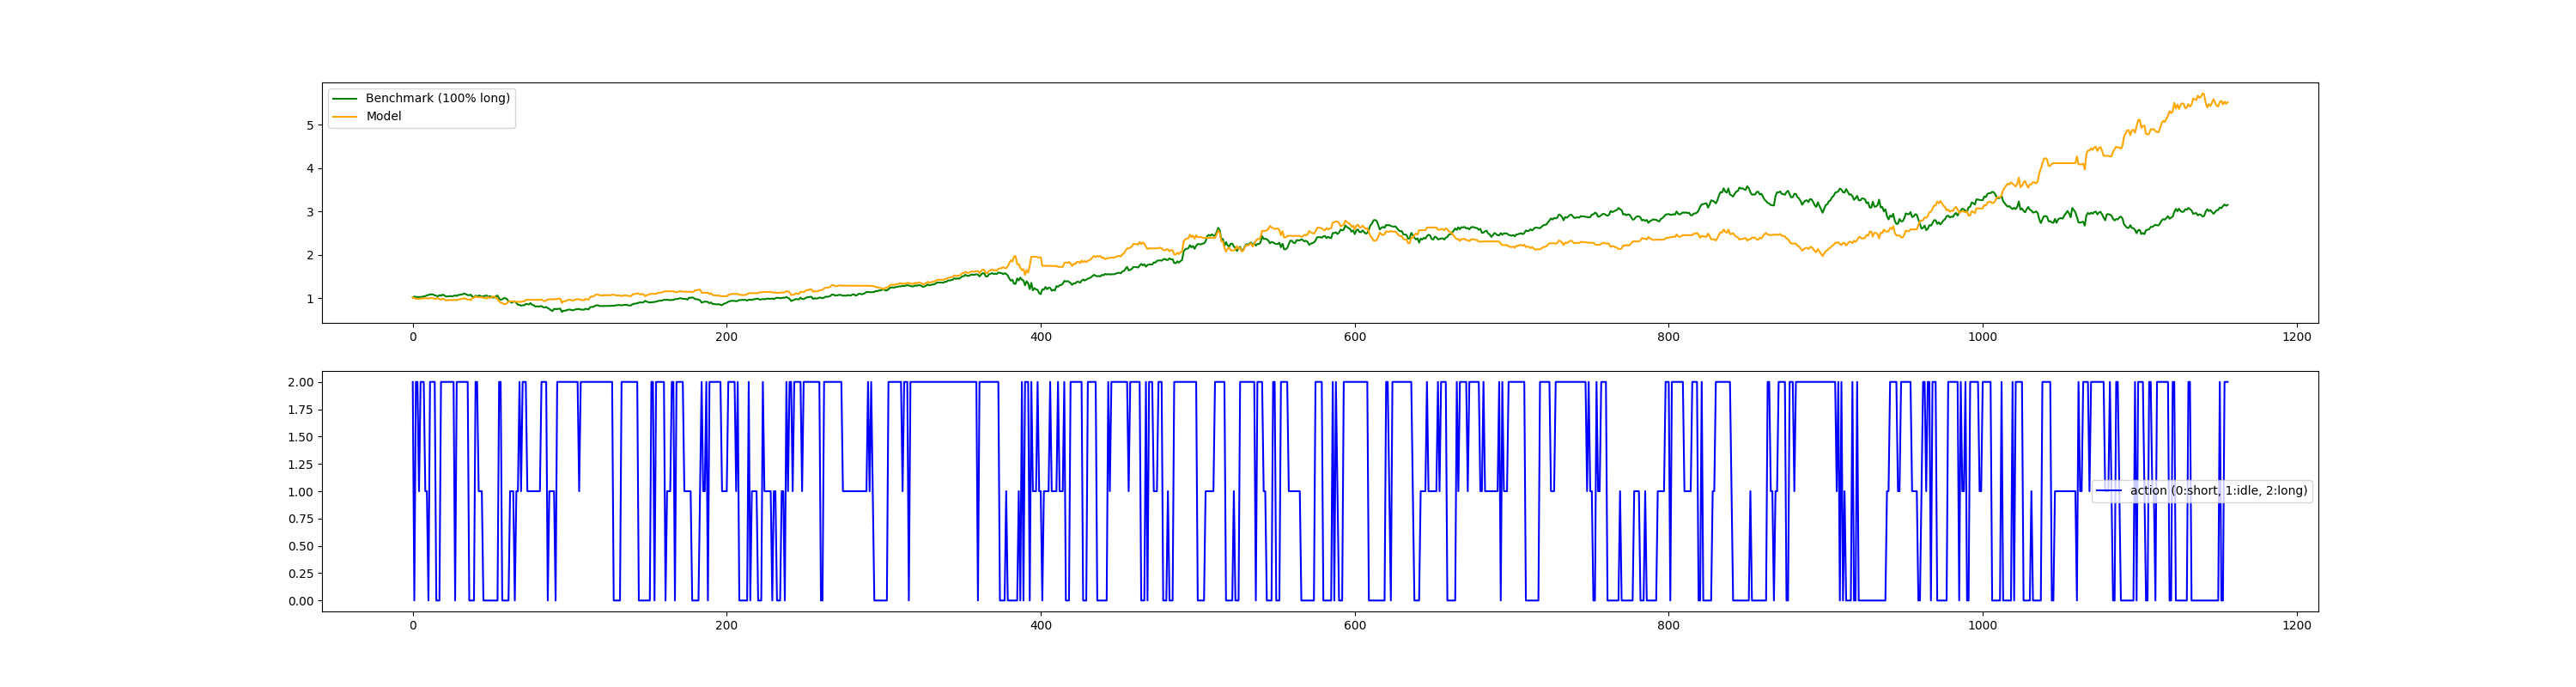 Benchmark (100% long)
Model
5
4
3
2
1
0 200 400 600 800 1000 1200
2.00
1.75
1.50
1.25
1.00
0.75
0.50
0.25
0.00
action (0:short, 1:idle, 2:long)
0 200 400 600 800 1000 1200